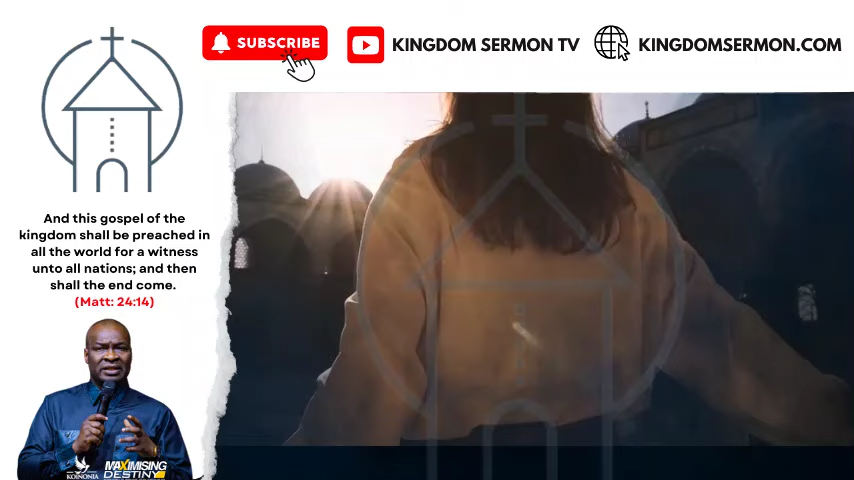 SUBSCRIBE
KINGDOM SERMON TV
KINGDOMSERMON.COM
And this gospel of the
kingdom shall be preached in
all the world for a witness
unto all nations; and then
shall the end come.
(Matt: 24:14)
KOINONIA
MAXIMISING
DESTINY